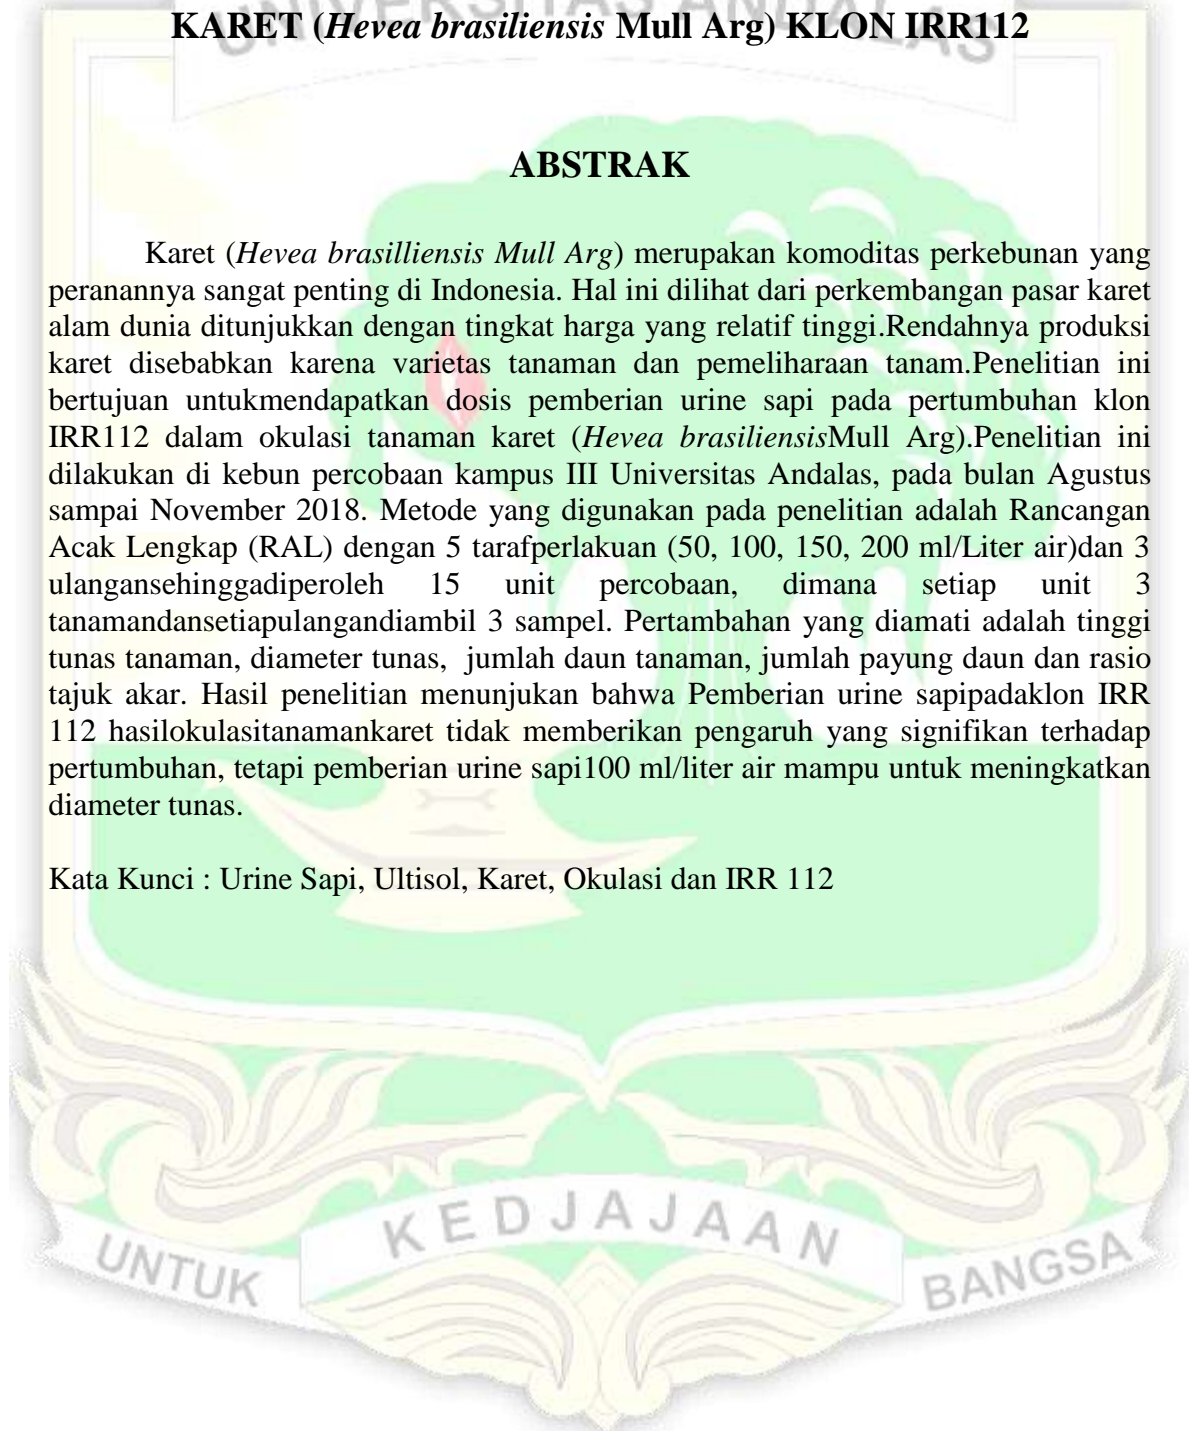 UNIVERSITAS ANDALAS
KARET (Hevea brasiliensis Mull Arg) KLON IRR112
ABSTRAK
Karet (Hevea brasilliensis Mull Arg) merupakan komoditas perkebunan yang
peranannya sangat penting di Indonesia. Hal ini dilihat dari perkembangan pasar karet
alam dunia ditunjukkan dengan tingkat harga yang relatif tinggi.Rendahnya produksi
karet disebabkan karena varietas tanaman dan pemeliharaan tanam.Penelitian ini
bertujuan untukmendapatkan dosis pemberian urine sapi pada pertumbuhan klon
IRR112 dalam okulasi tanaman karet (Hevea brasiliensisMull Arg).Penelitian ini
dilakukan di kebun percobaan kampus III Universitas Andalas, pada bulan Agustus
sampai November 2018. Metode yang digunakan pada penelitian adalah Rancangan
Acak Lengkap (RAL) dengan 5 tarafperlakuan (50, 100, 150, 200 ml/Liter air)dan 3
ulangansehinggadiperoleh 15 unit percobaan, dimana setiap unit 3
tanamandansetiapulangandiambil 3 sampel. Pertambahan yang diamati adalah tinggi
tunas tanaman, diameter tunas, jumlah daun tanaman, jumlah payung daun dan rasio
tajuk akar. Hasil penelitian menunjukan bahwa Pemberian urine sapipadaklon IRR
112 hasilokulasitanamankaret tidak memberikan pengaruh yang signifikan terhadap
pertumbuhan, tetapi pemberian urine sapi100 ml/liter air mampu untuk meningkatkan
diameter tunas.
Kata Kunci : Urine Sapi, Ultisol, Karet, Okulasi dan IRR 112
UNTUK KEDJAJAAN BANGSA